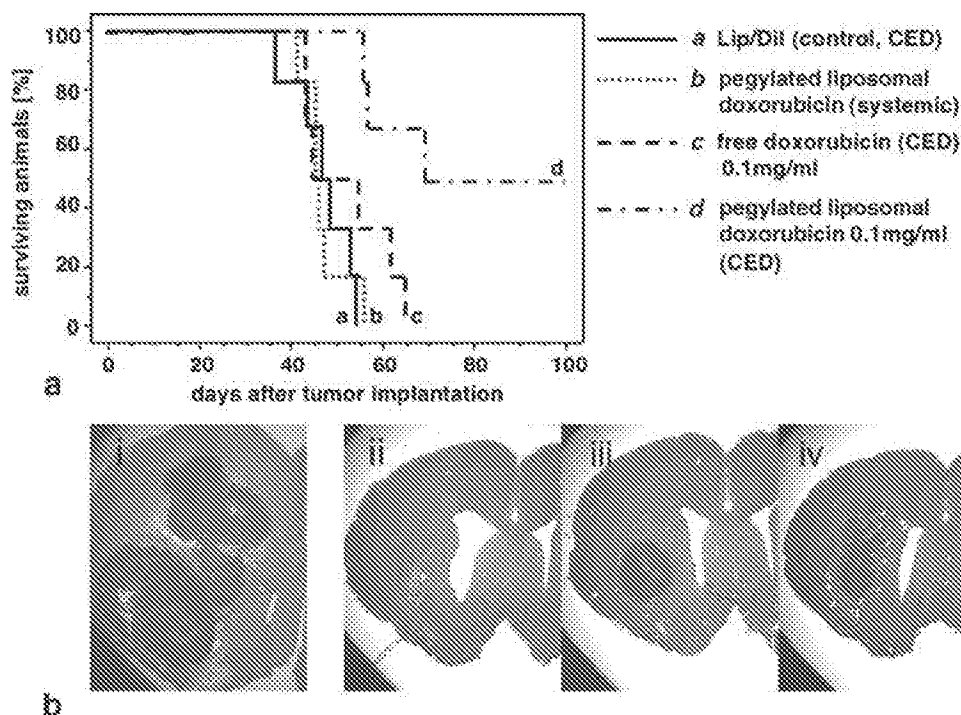 100
80
60
40
20
0
surviving animals [%]
0 20 40 60 80 100
days after tumor implantation
a b c
d
a Lip/Dil (control, CED)
b pegylated liposomal
doxorubicin (systemic)
c free doxorubicin (CED)
0.1mg/ml
d pegylated liposomal
doxorubicin 0.1mg/ml
(CED)
a
i ii iii iv
b